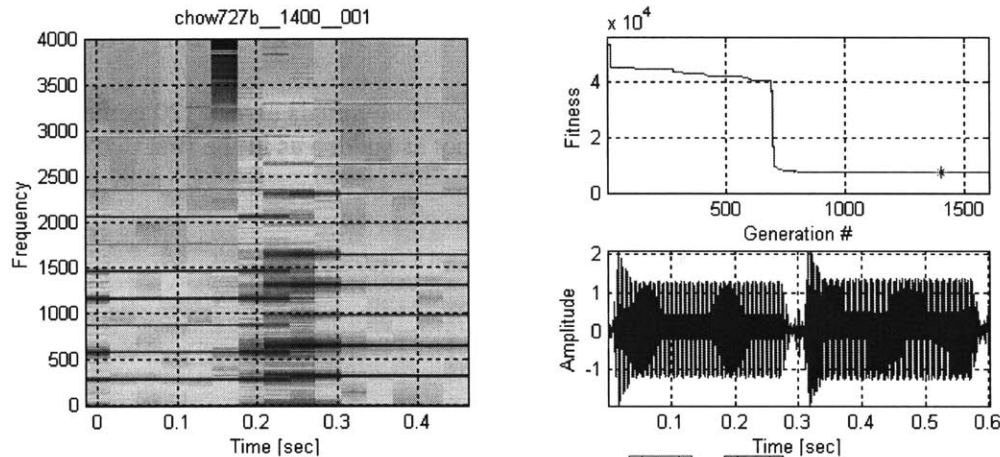 chow727b__1400__001
4000
3500
3000
2500
2000
1500
1000
500
0
Frequency
0 0.1 0.2 0.3 0.4
Time [sec]
x 10^4
6
4
2
0
Fitness
500 1000 1500
Generation #
2
1
0
-1
Amplitude
0.1 0.2 0.3 0.4 0.5 0.6
Time [sec]